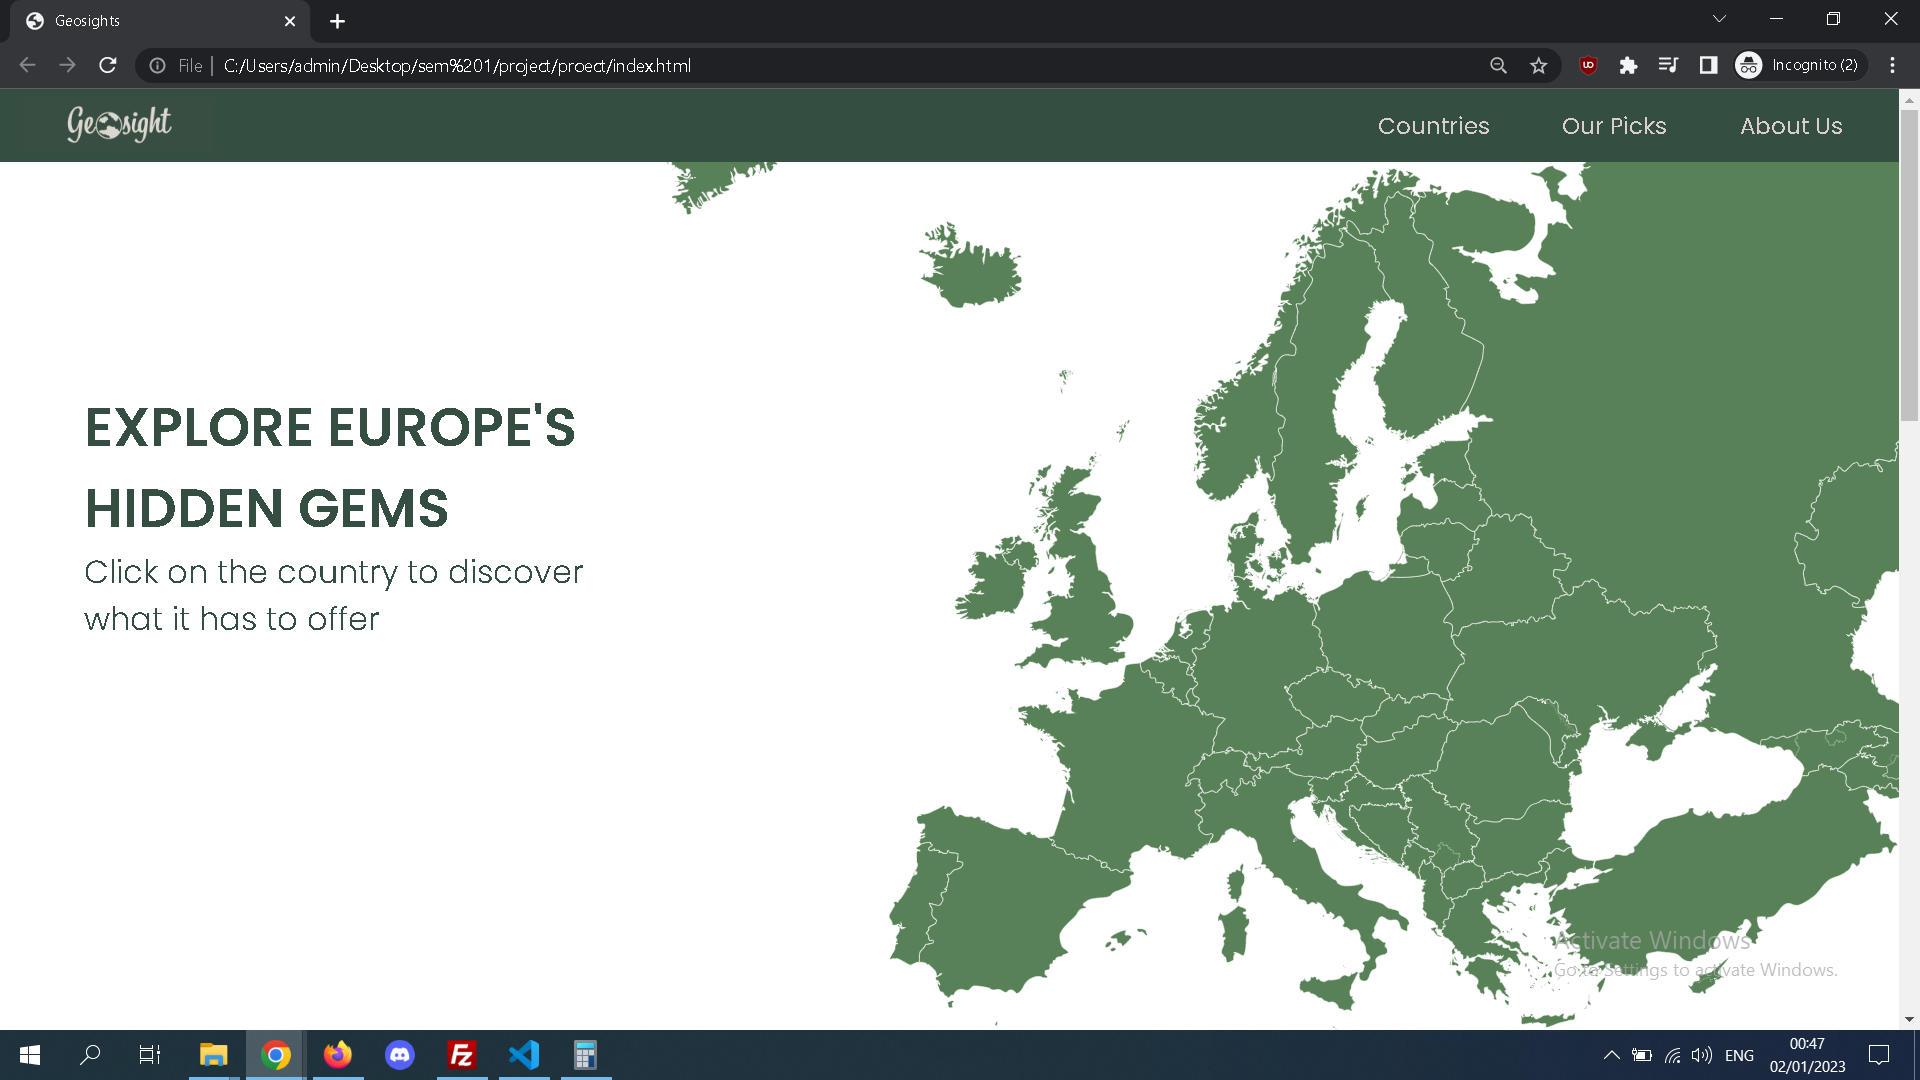 Geosights
File
C:/Users/admin/Desktop/sem%201/project/proect/index.html
Incognito (2)
Geosight
Countries
Our Picks
About Us
EXPLORE EUROPE'S
HIDDEN GEMS
Click on the country to discover
what it has to offer
Activate Windows
Go to Settings to activate Windows.
ENG
00:47
02/01/2023